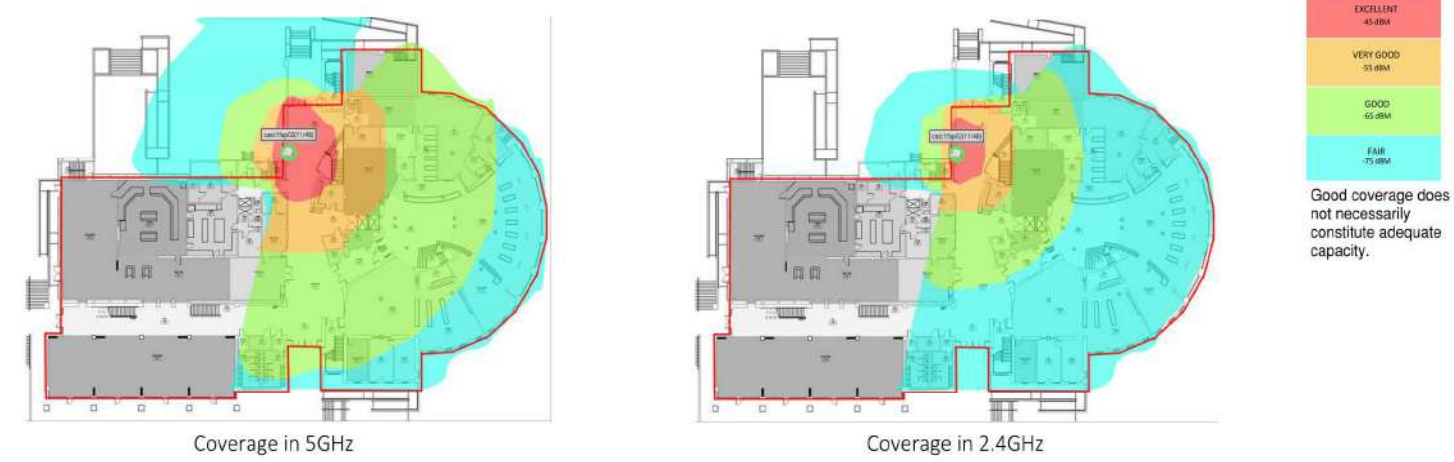 EXCELLENT
-45 dBM
VERY GOOD
-55 dBM
GOOD
-65 dBM
FAIR
-75 dBM
Good coverage does
not necessarily
constitute adequate
capacity.
Coverage in 5GHz
Coverage in 2.4GHz